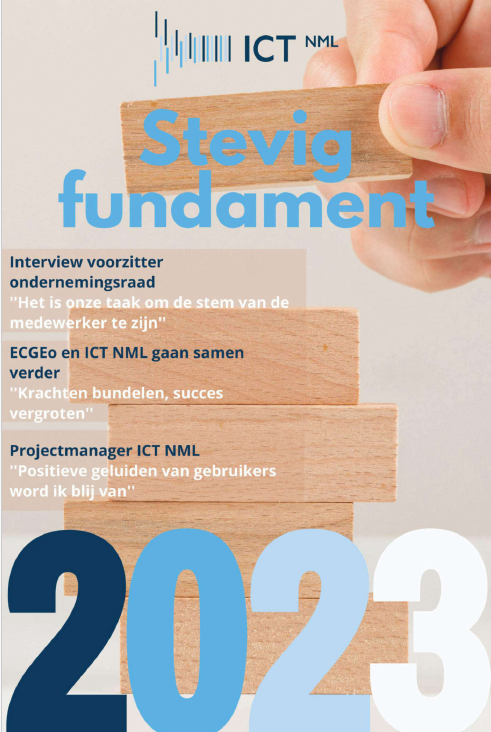 ICT NML
Stevig
fundament
Interview voorzitter
ondernemingsraad
"Het is onze taak om de stem van de
medewerker te zijn"
ECGEo en ICT NML gaan samen
verder
"Krachten bundelen, succes
vergroten"
Projectmanager ICT NML
"Positieve geluiden van gebruikers
word ik blij van"
2023